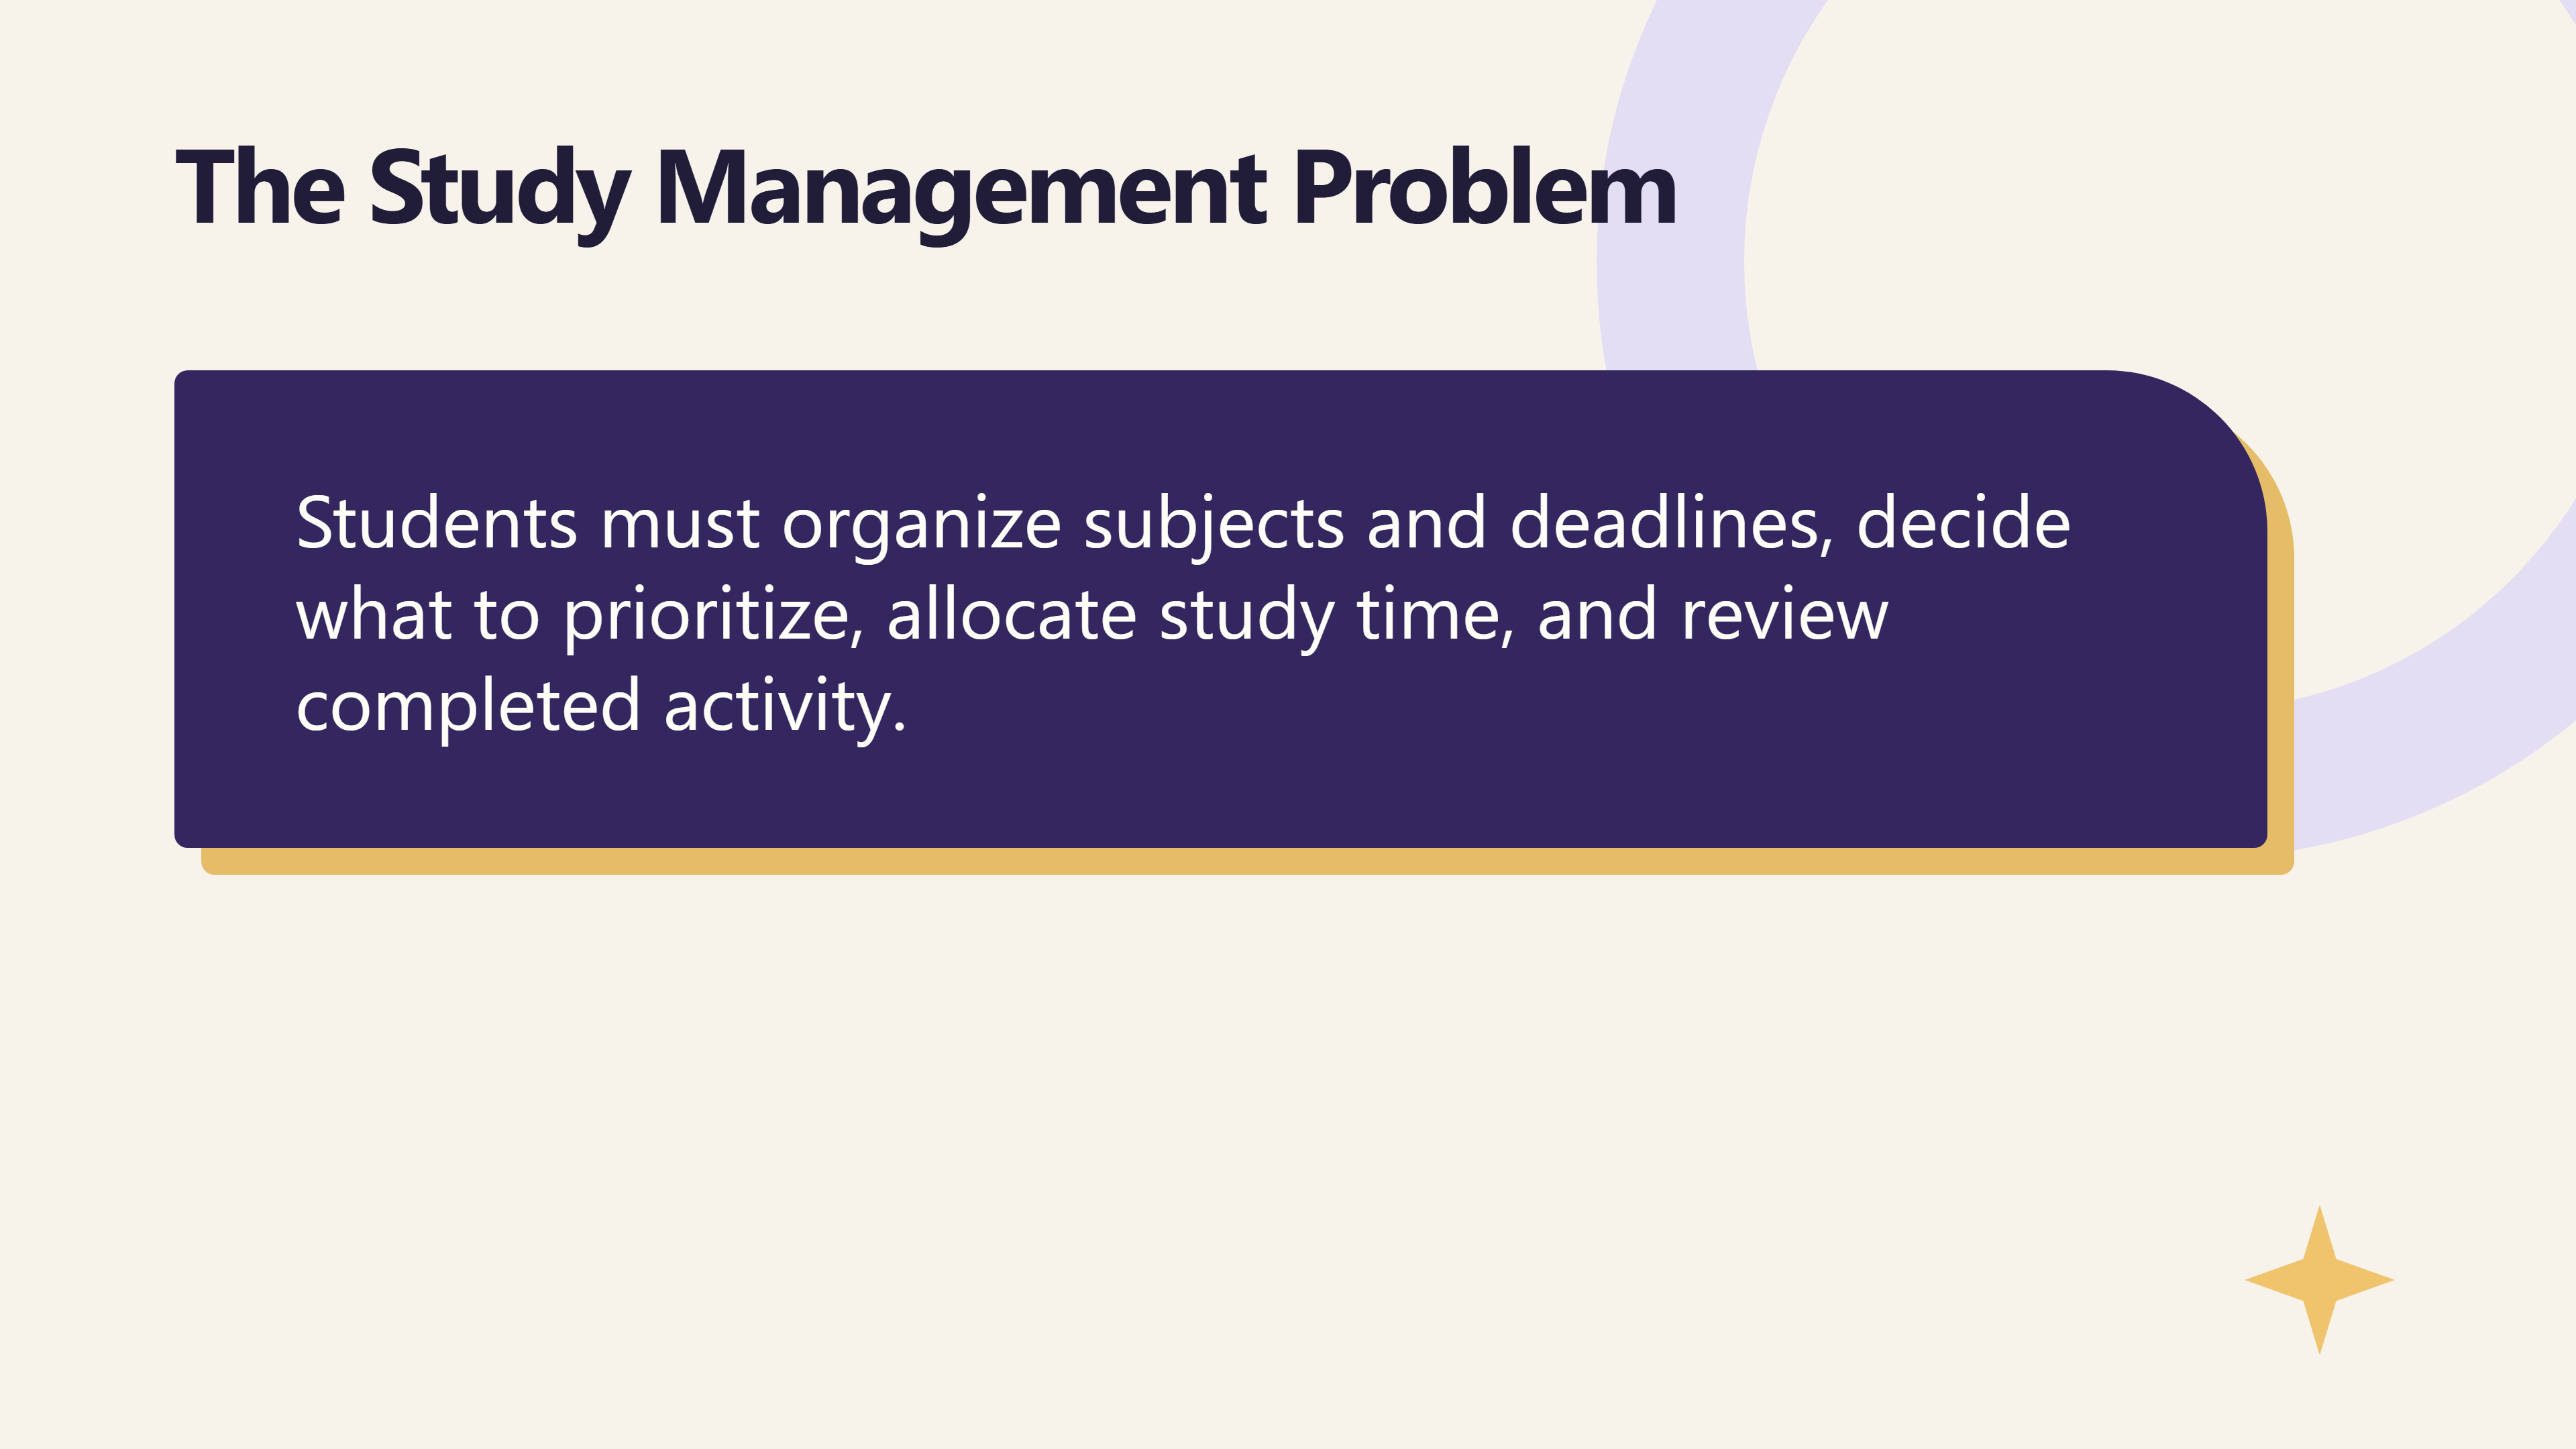 The Study Management Problem
Students must organize subjects and deadlines, decide
what to prioritize, allocate study time, and review
completed activity.